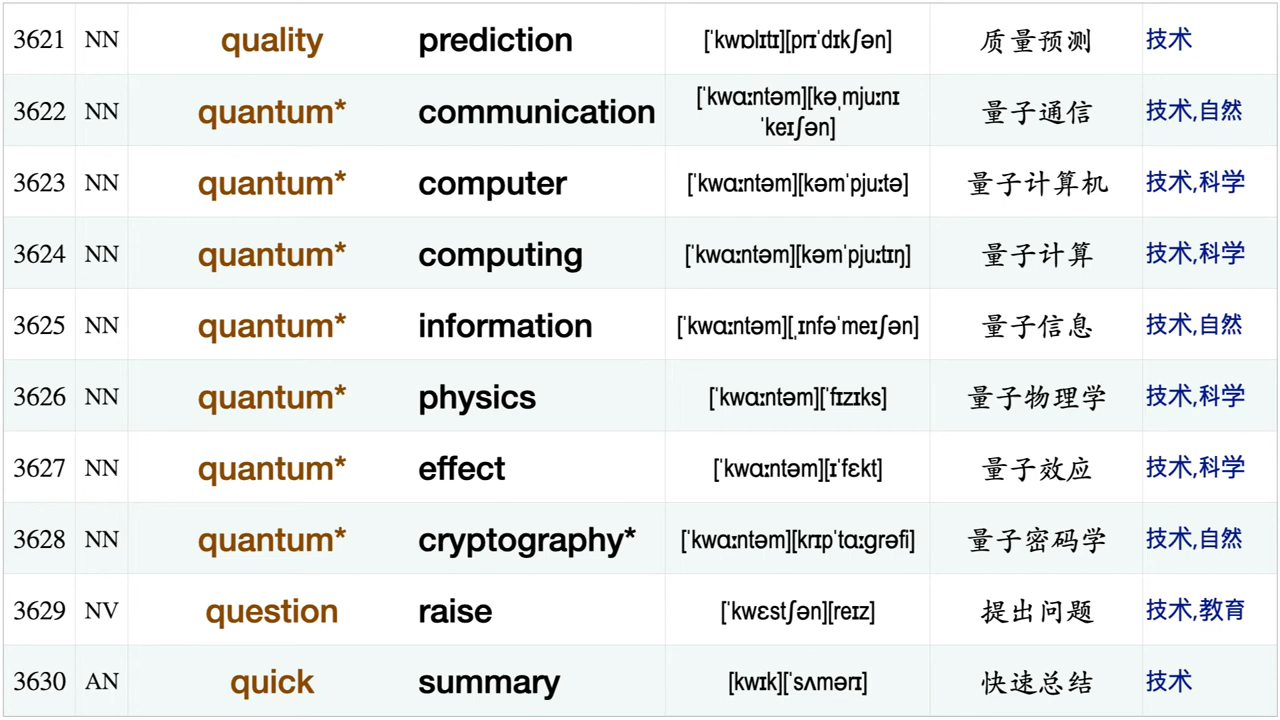 3621 NN quality prediction [ˈkwɒlɪtɪ][prɪˈdɪkʃən] 质量预测 技术
3622 NN quantum* communication [ˈkwɑːntəm][kəˌmjuːnɪ
ˈkeɪʃən] 量子通信 技术,自然
3623 NN quantum* computer [ˈkwɑːntəm][kəmˈpjuːtə] 量子计算机 技术,科学
3624 NN quantum* computing [ˈkwɑːntəm][kəmˈpjuːtɪŋ] 量子计算 技术,科学
3625 NN quantum* information [ˈkwɑːntəm][ˌɪnfəˈmeɪʃən] 量子信息 技术,自然
3626 NN quantum* physics [ˈkwɑːntəm][ˈfɪzɪks] 量子物理学 技术,科学
3627 NN quantum* effect [ˈkwɑːntəm][ɪˈfɛkt] 量子效应 技术,科学
3628 NN quantum* cryptography* [ˈkwɑːntəm][krɪpˈtɑːgrəfi] 量子密码学 技术,自然
3629 NV question raise [ˈkwɛstʃən][reɪz] 提出问题 技术,教育
3630 AN quick summary [kwɪk][ˈsʌmərɪ] 快速总结 技术